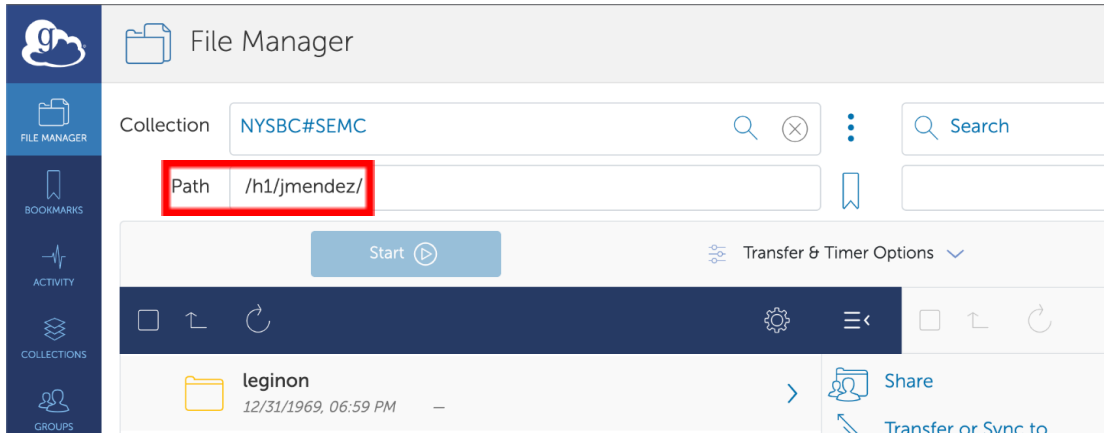 g
File Manager
FILE MANAGER
Collection NYSBC#SEMC Search
Path /h1/jmendez/
BOOKMARKS
Start Transfer & Timer Options
ACTIVITY
COLLECTIONS
leginon
12/31/1969, 06:59 PM –
Share
GROUPS
Transfer or Sync to